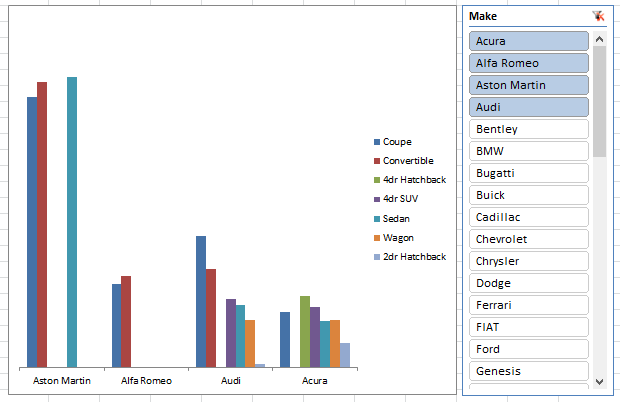 Coupe
Convertible
4dr Hatchback
4dr SUV
Sedan
Wagon
2dr Hatchback
Aston Martin
Alfa Romeo
Audi
Acura
Make
Acura
Alfa Romeo
Aston Martin
Audi
Bentley
BMW
Bugatti
Buick
Cadillac
Chevrolet
Chrysler
Dodge
Ferrari
FIAT
Ford
Genesis